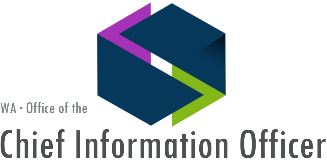 WA • Office of the
Chief Information Officer